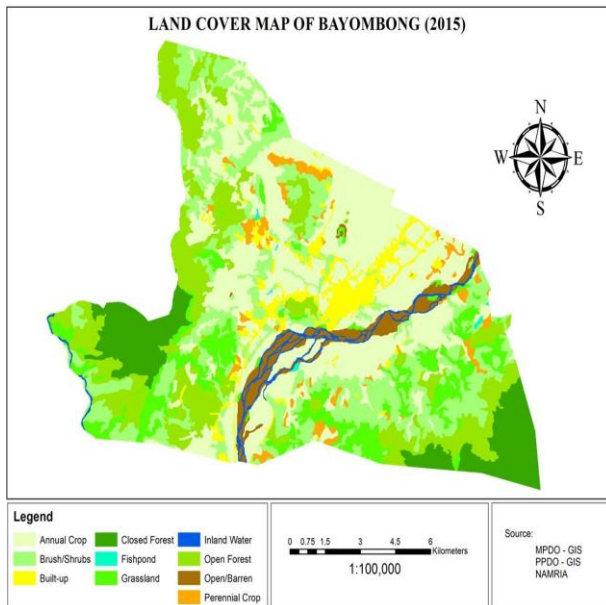 LAND COVER MAP OF BAYOMBONG (2015)
N
W E
S
Legend
Annual Crop
Brush/Shrubs
Built-up
Closed Forest
Fishpond
Grassland
Inland Water
Open Forest
Open/Barren
Perennial Crop
0 0.75 1.5 3 4.5 6
Kilometers
1:100,000
Source:
MPDO - GIS
PPDO - GIS
NAMRIA